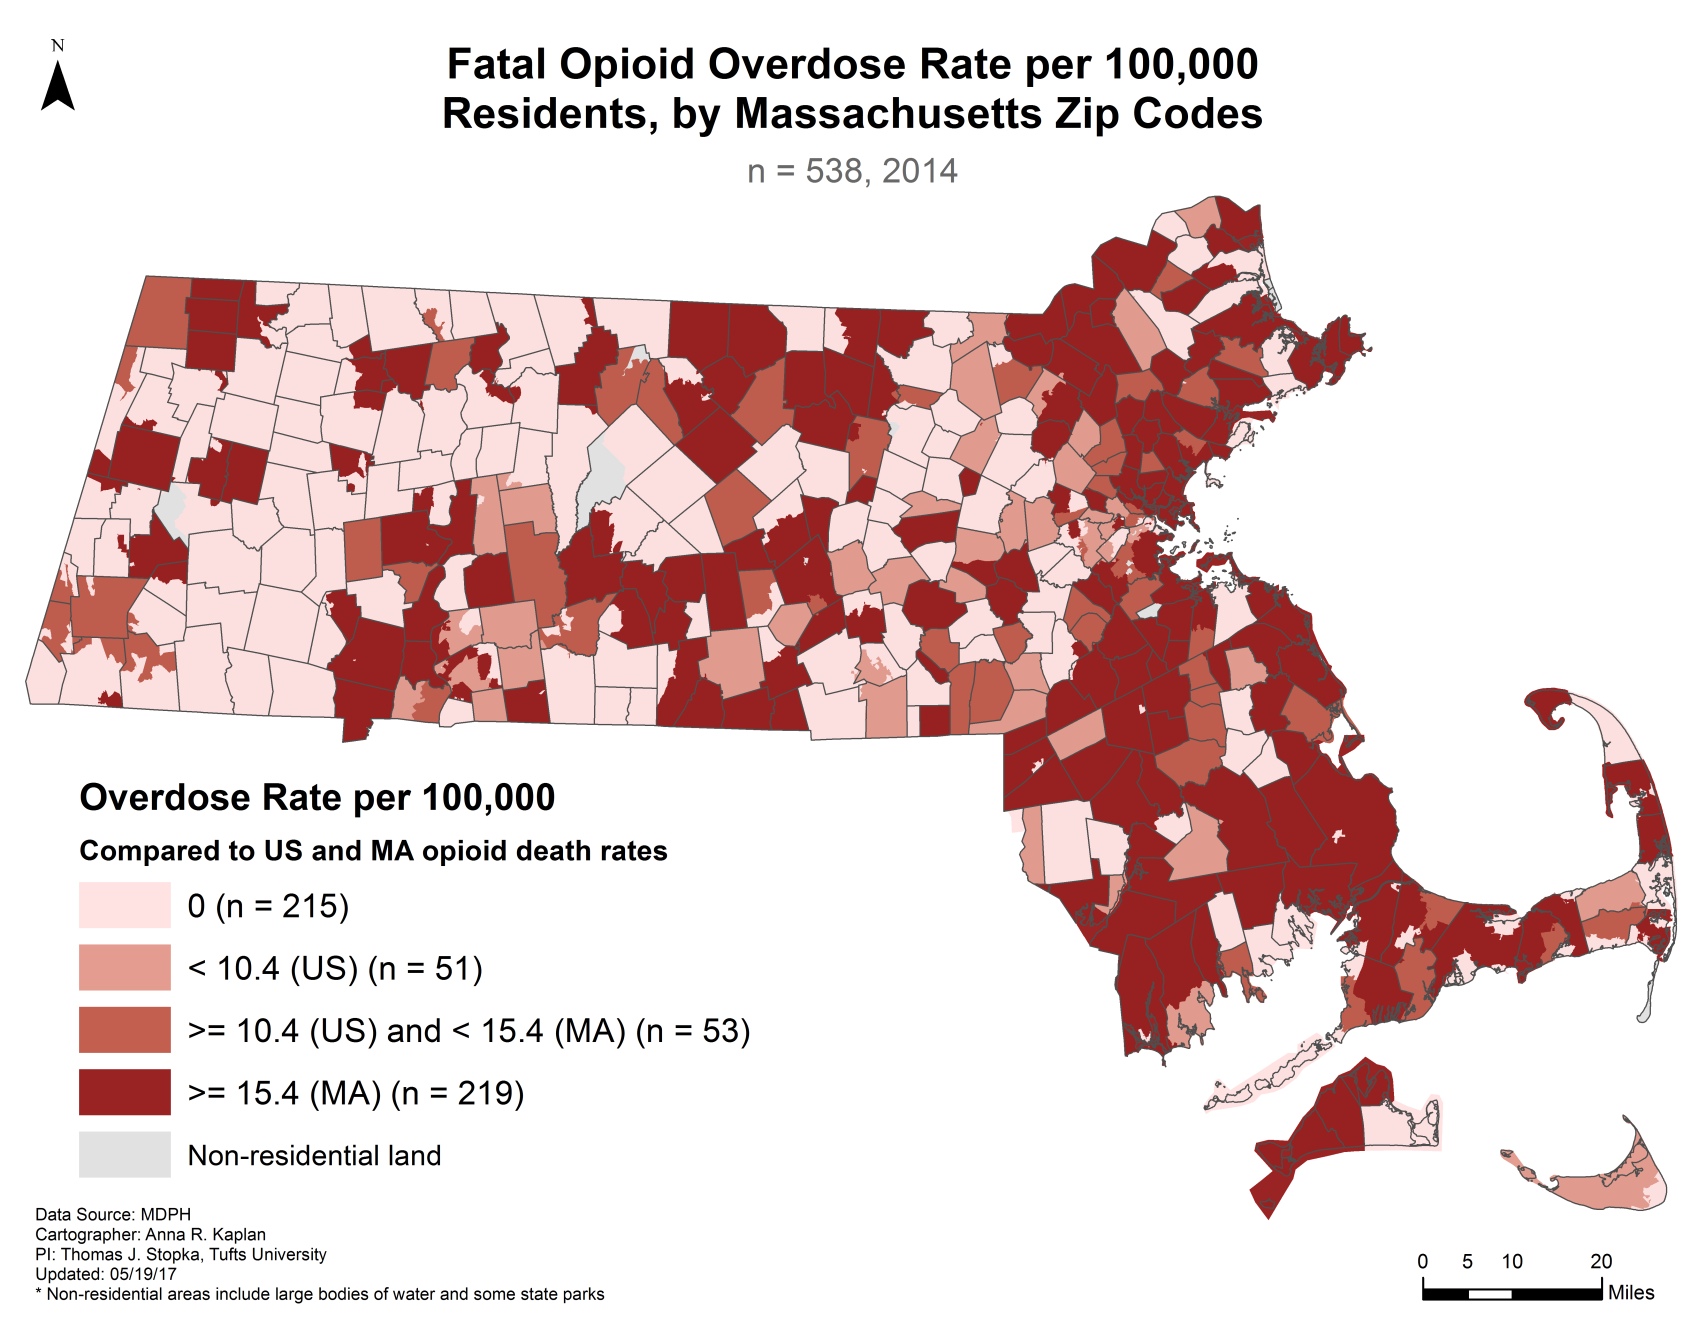 N
Fatal Opioid Overdose Rate per 100,000
Residents, by Massachusetts Zip Codes
n = 538, 2014
Overdose Rate per 100,000
Compared to US and MA opioid death rates
0 (n = 215)
< 10.4 (US) (n = 51)
>= 10.4 (US) and < 15.4 (MA) (n = 53)
>= 15.4 (MA) (n = 219)
Non-residential land
Data Source: MDPH
Cartographer: Anna R. Kaplan
PI: Thomas J. Stopka, Tufts University
Updated: 05/19/17
* Non-residential areas include large bodies of water and some state parks
0 5 10 20
Miles